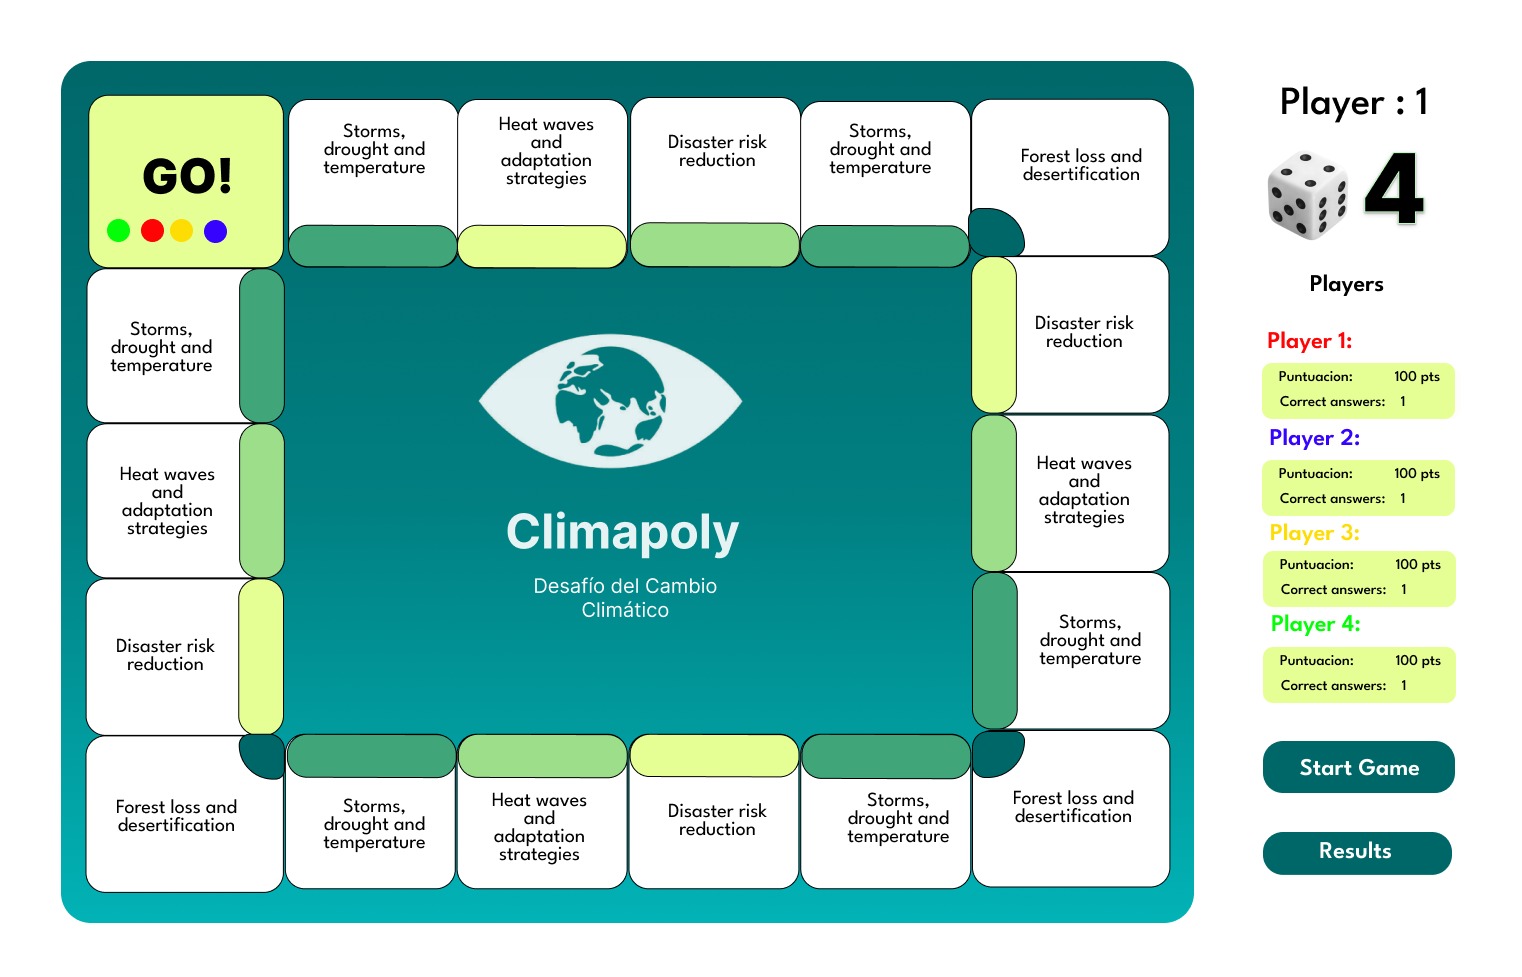 GO!
Storms,
drought and
temperature
Heat waves
and
adaptation
strategies
Disaster risk
reduction
Storms,
drought and
temperature
Forest loss and
desertification
Storms,
drought and
temperature
Disaster risk
reduction
Heat waves
and
adaptation
strategies
Heat waves
and
adaptation
strategies
Disaster risk
reduction
Storms,
drought and
temperature
Forest loss and
desertification
Storms,
drought and
temperature
Heat waves
and
adaptation
strategies
Disaster risk
reduction
Storms,
drought and
temperature
Forest loss and
desertification
Climapoly
Desafío del Cambio
Climático
Player : 1
4
Players
Player 1:
Puntuacion: 100 pts
Correct answers: 1
Player 2:
Puntuacion: 100 pts
Correct answers: 1
Player 3:
Puntuacion: 100 pts
Correct answers: 1
Player 4:
Puntuacion: 100 pts
Correct answers: 1
Start Game
Results